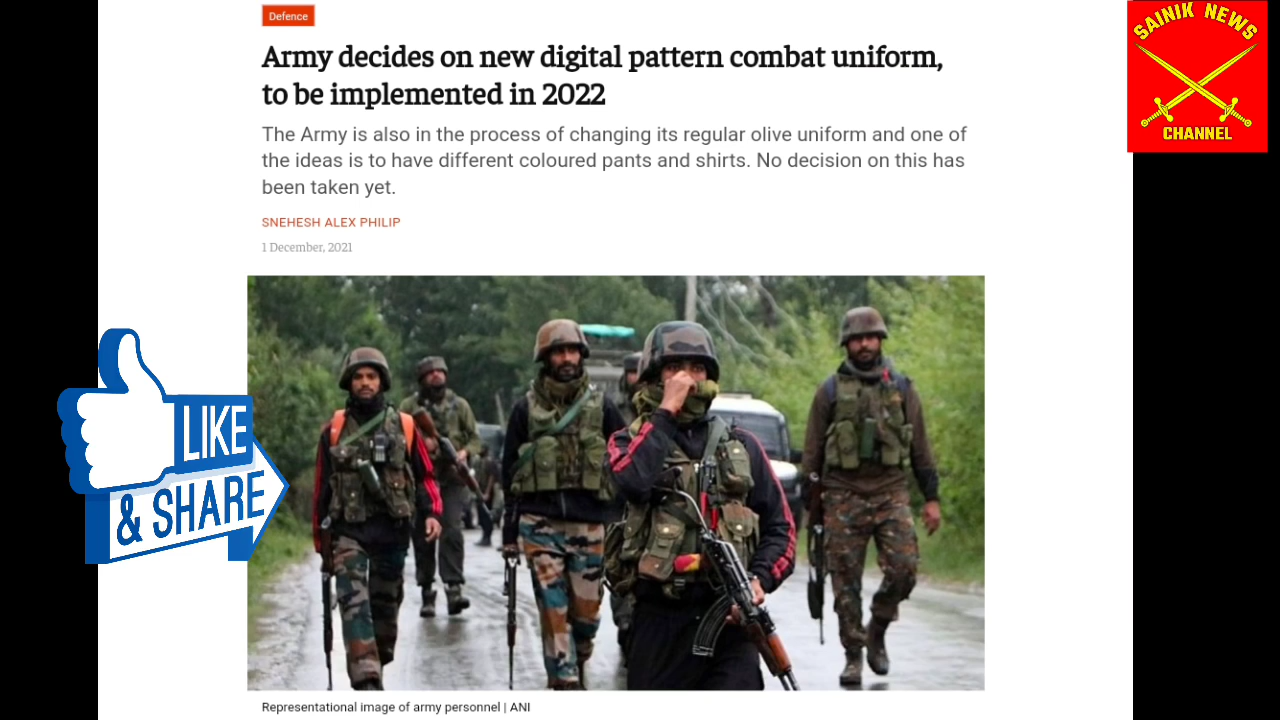 Defence
Army decides on new digital pattern combat uniform,
to be implemented in 2022
The Army is also in the process of changing its regular olive uniform and one of
the ideas is to have different coloured pants and shirts. No decision on this has
been taken yet.
SNEHESH ALEX PHILIP
1 December, 2021
SAINIK NEWS
CHANNEL
LIKE
& SHARE
Representational image of army personnel | ANI